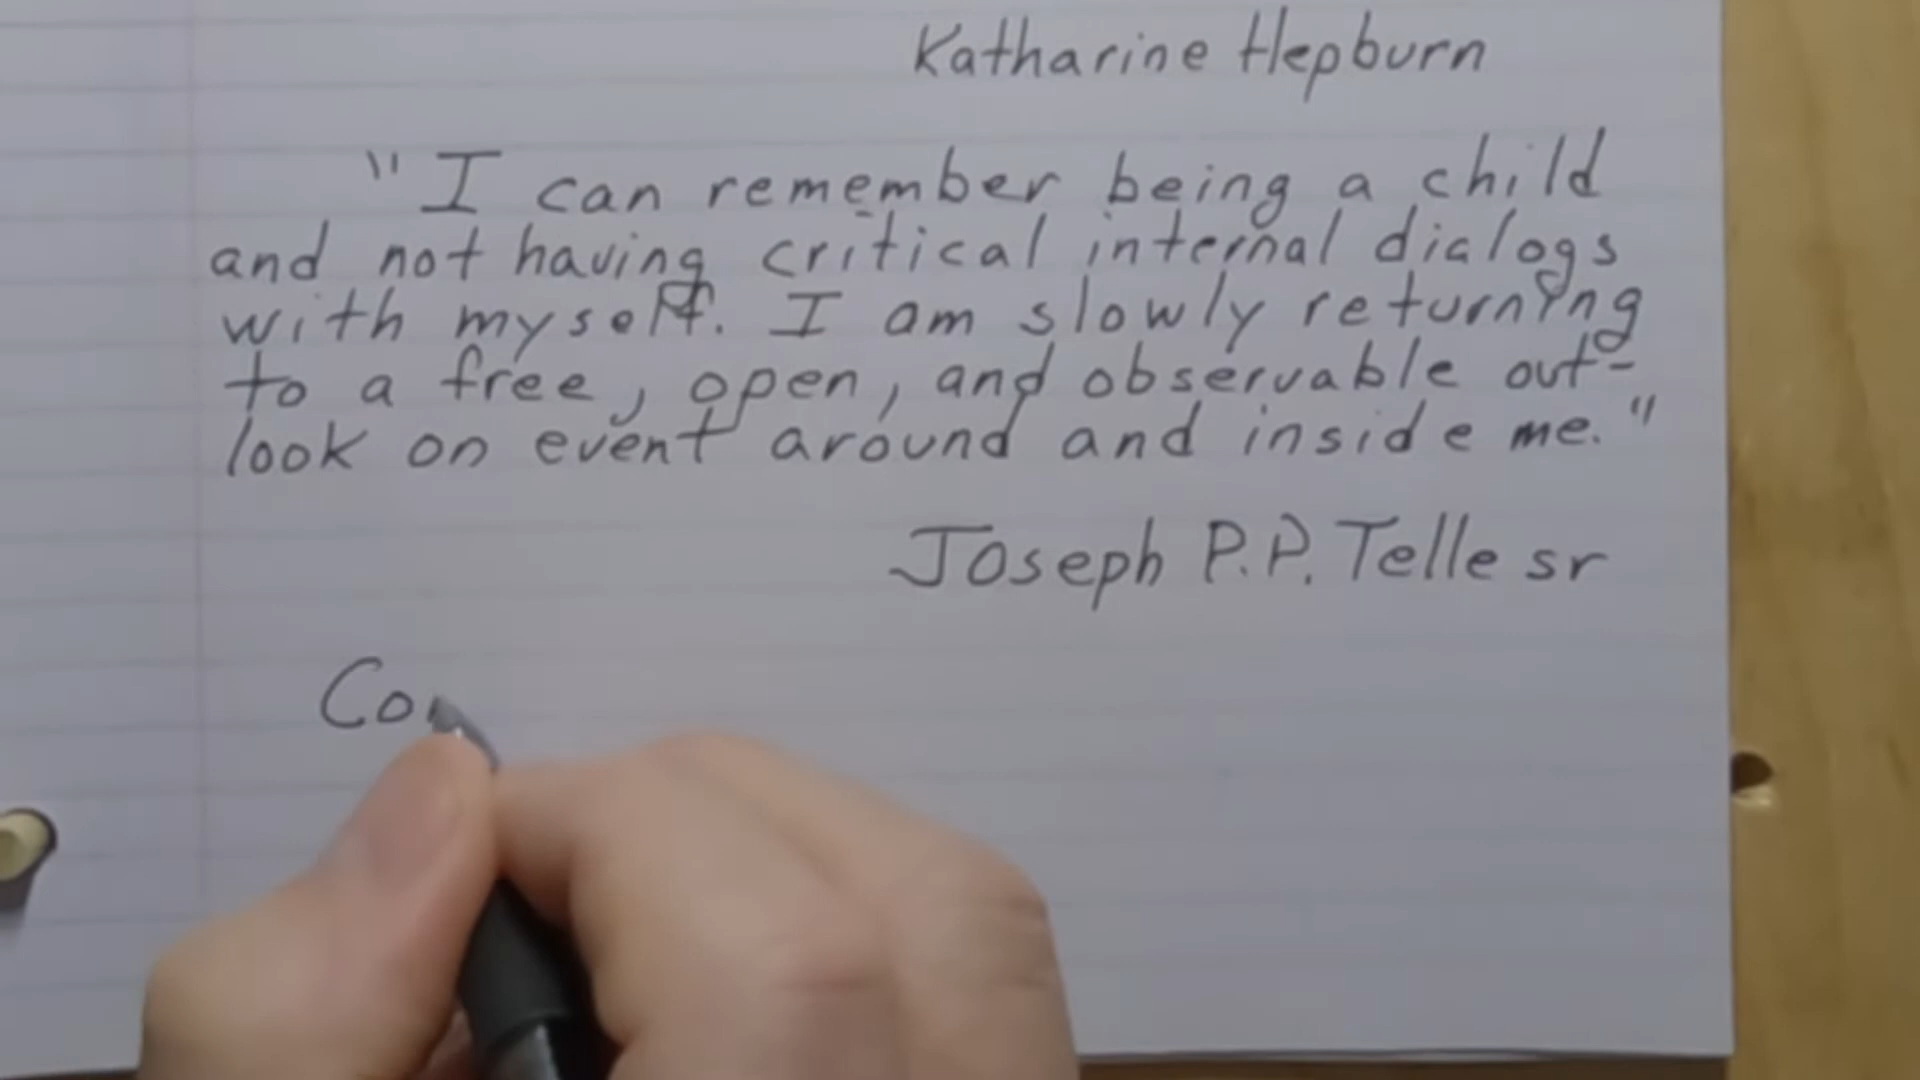 Katharine Hepburn
"I can remember being a child
and not having critical internal dialogs
with myself. I am slowly returning
to a free, open, and observable out-
look on event around and inside me."
Joseph P.P. Telle sr